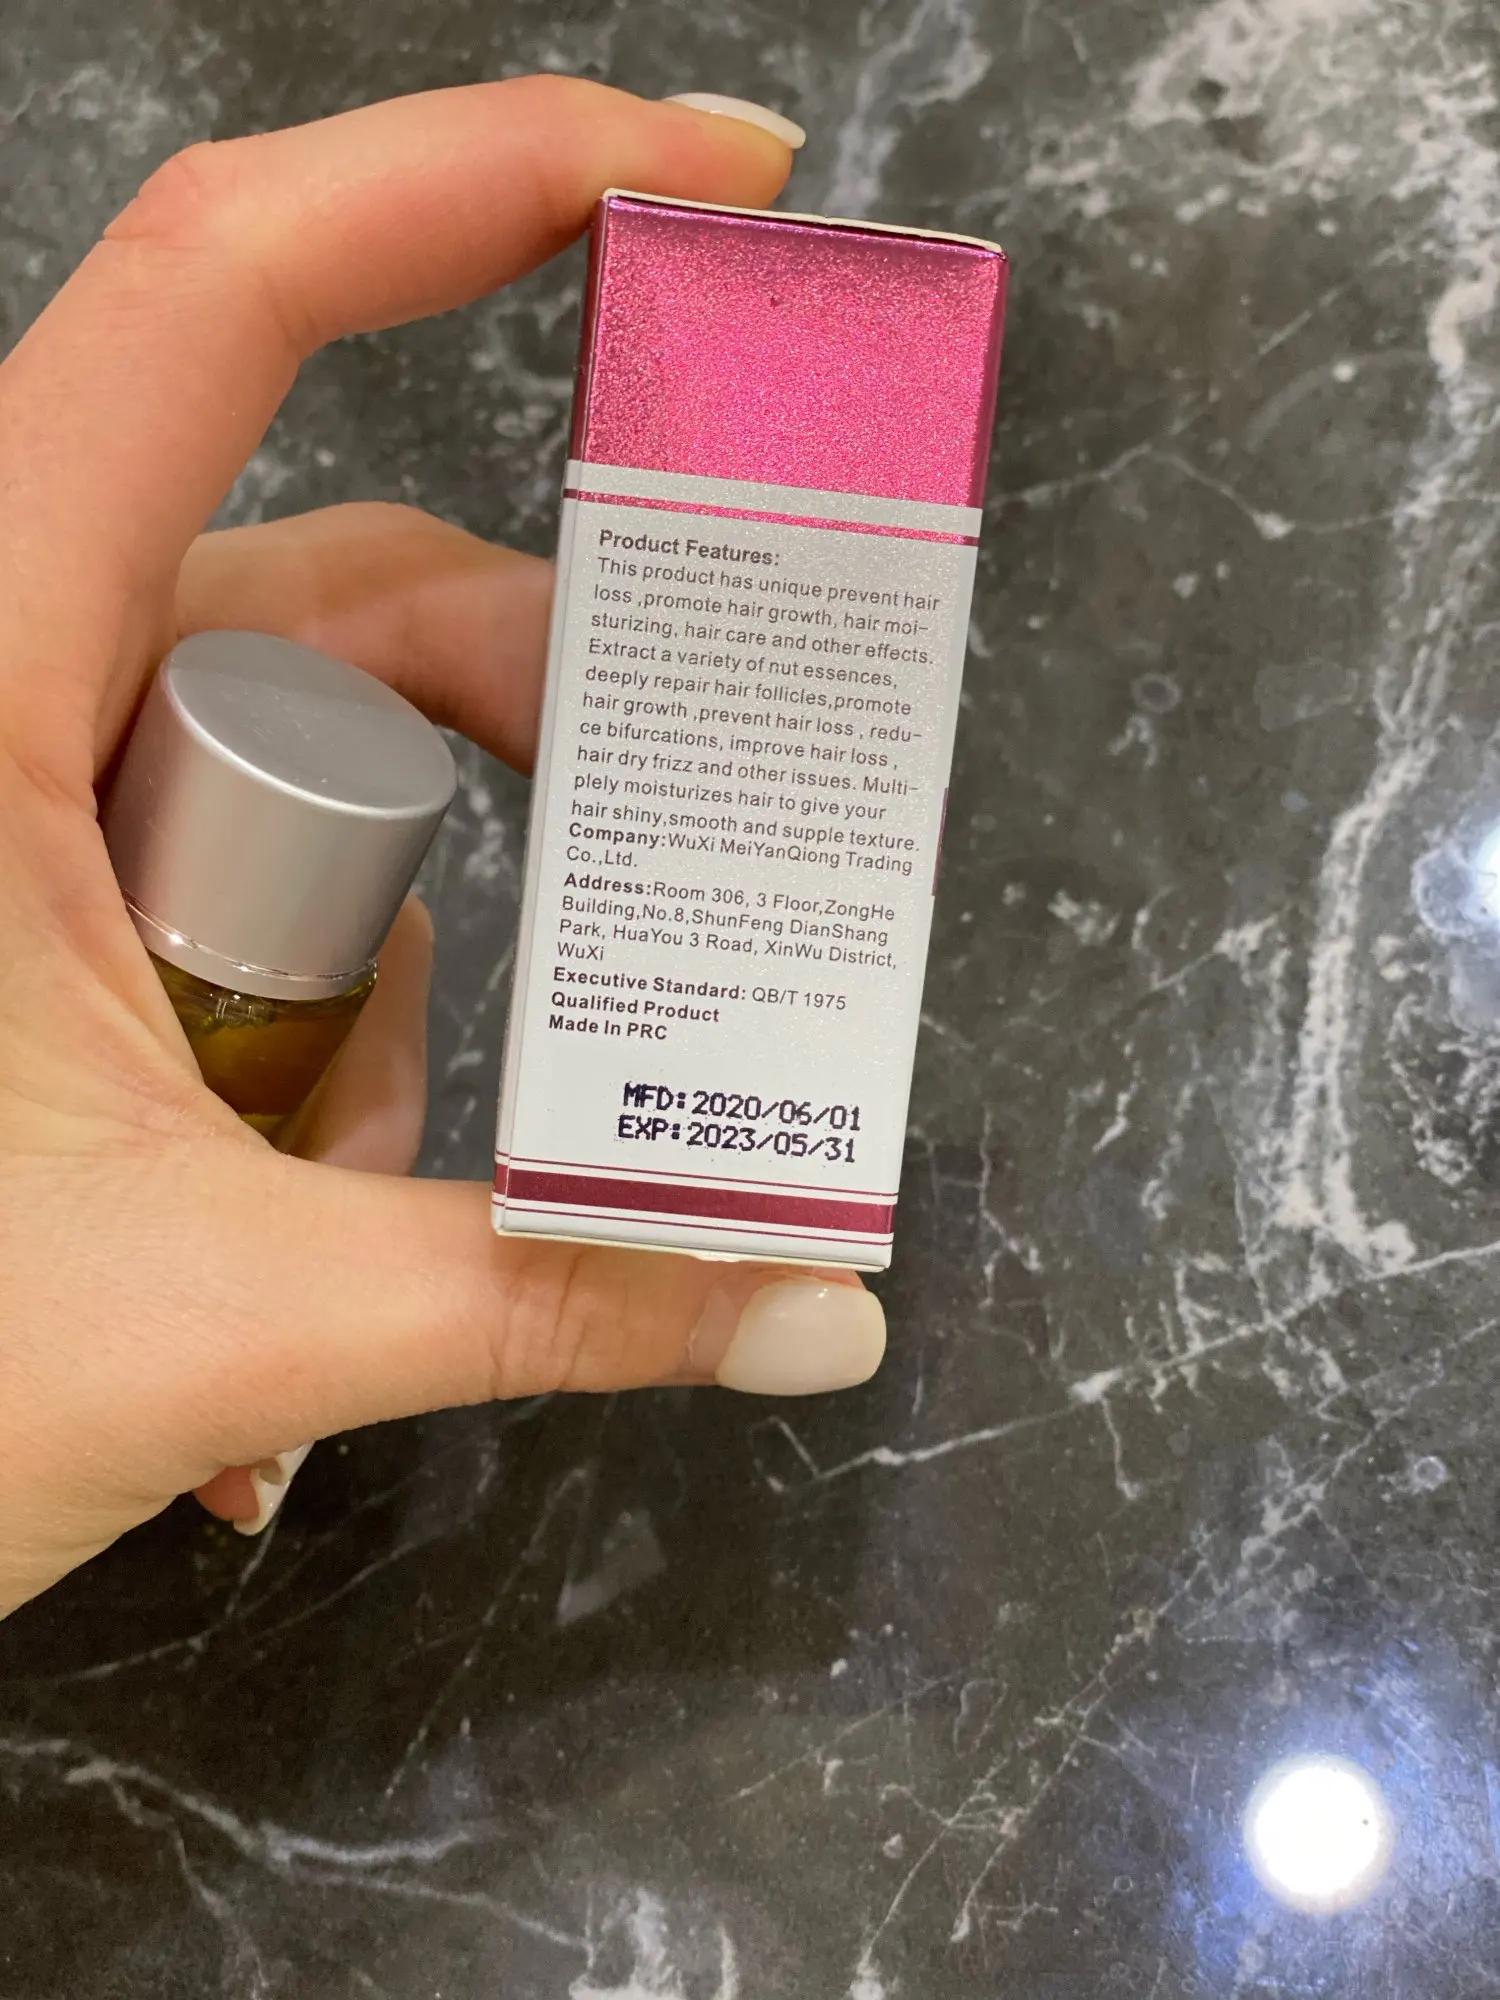 Product Features:
This product has unique prevent hair
loss ,promote hair growth, hair moi-
sturizing, hair care and other effects.
Extract a variety of nut essences,
deeply repair hair follicles,promote
hair growth ,prevent hair loss , redu-
ce bifurcations, improve hair loss ,
hair dry frizz and other issues. Multi-
plely moisturizes hair to give your
hair shiny,smooth and supple texture.
Company:WuXi MeiYanQiong Trading
Co.,Ltd.
Address:Room 306, 3 Floor,ZongHe
Building,No.8,ShunFeng DianShang
Park, HuaYou 3 Road, XinWu District,
WuXi
Executive Standard: QB/T 1975
Qualified Product
Made In PRC
MFD:2020/06/01
EXP:2023/05/31